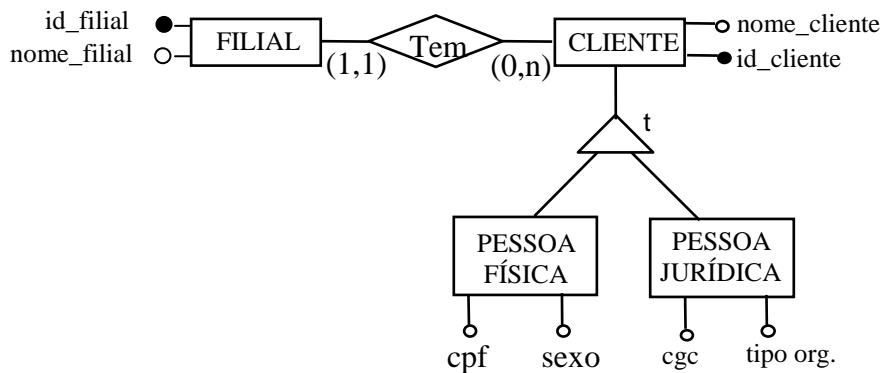 id_filial
nome_filial
FILIAL
(1,1)
Tem
(0,n)
CLIENTE
nome_cliente
id_cliente
t
PESSOA
FÍSICA
PESSOA
JURÍDICA
cpf
sexo
cgc
tipo org.